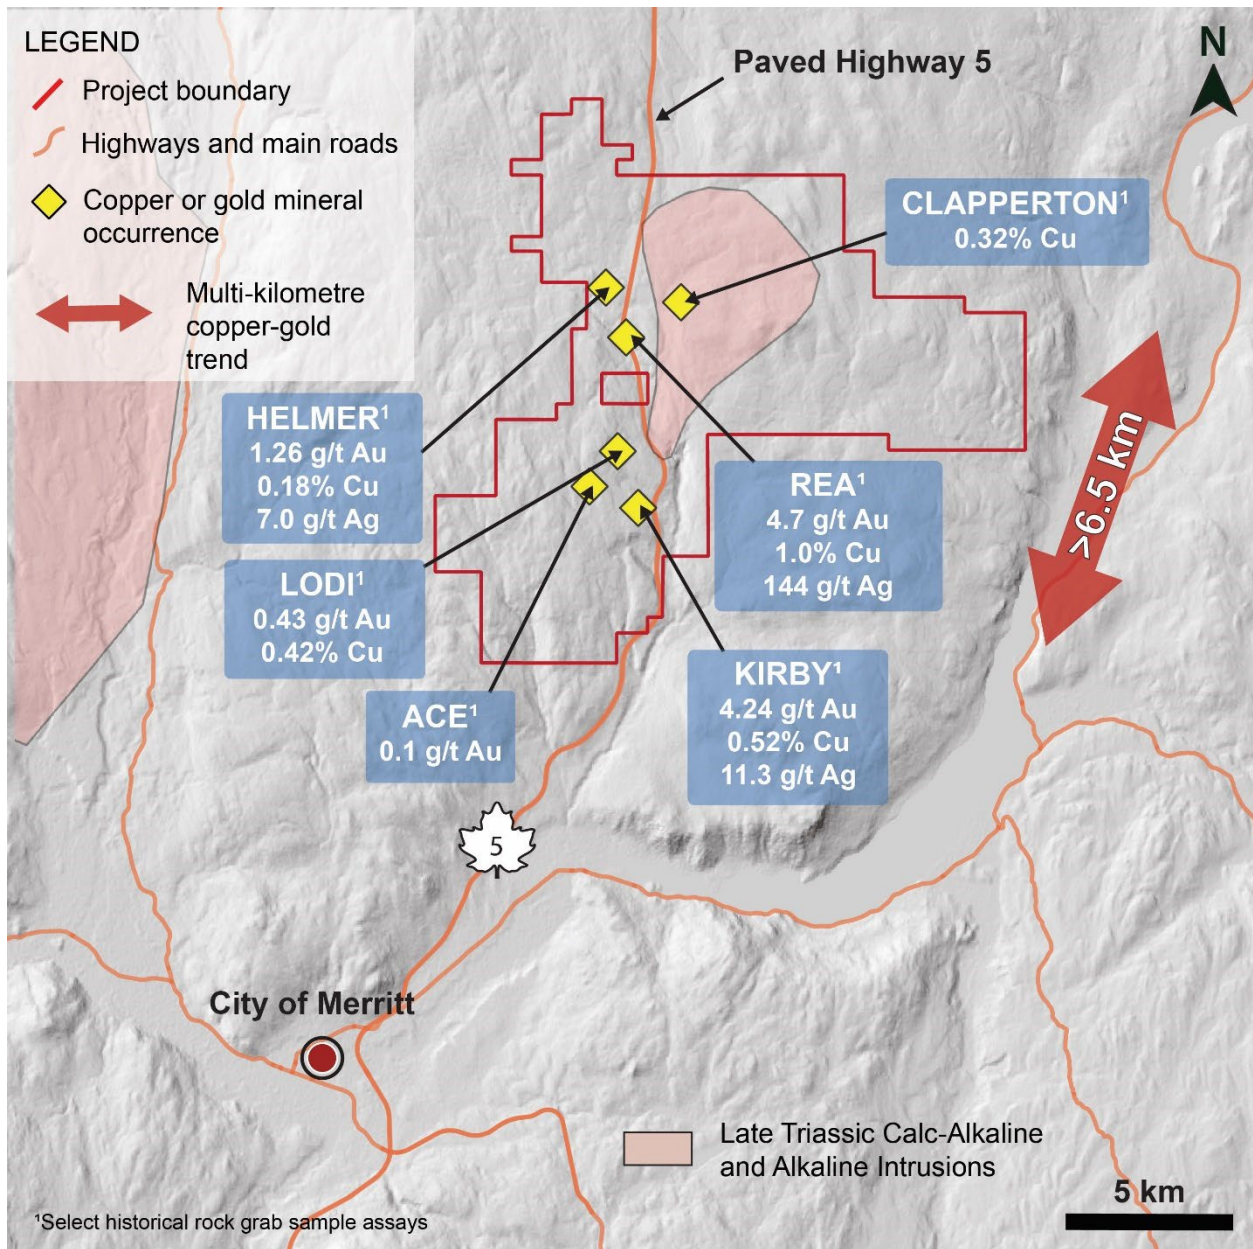 LEGEND
Project boundary
Highways and main roads
Copper or gold mineral
occurrence
Multi-kilometre
copper-gold
trend
Paved Highway 5
N
CLAPPERTON¹
0.32% Cu
HELMER¹
1.26 g/t Au
0.18% Cu
7.0 g/t Ag
>6.5 km
REA¹
4.7 g/t Au
1.0% Cu
144 g/t Ag
LODI¹
0.43 g/t Au
0.42% Cu
KIRBY¹
4.24 g/t Au
0.52% Cu
11.3 g/t Ag
ACE¹
0.1 g/t Au
5
City of Merritt
Late Triassic Calc-Alkaline
and Alkaline Intrusions
5 km
¹Select historical rock grab sample assays